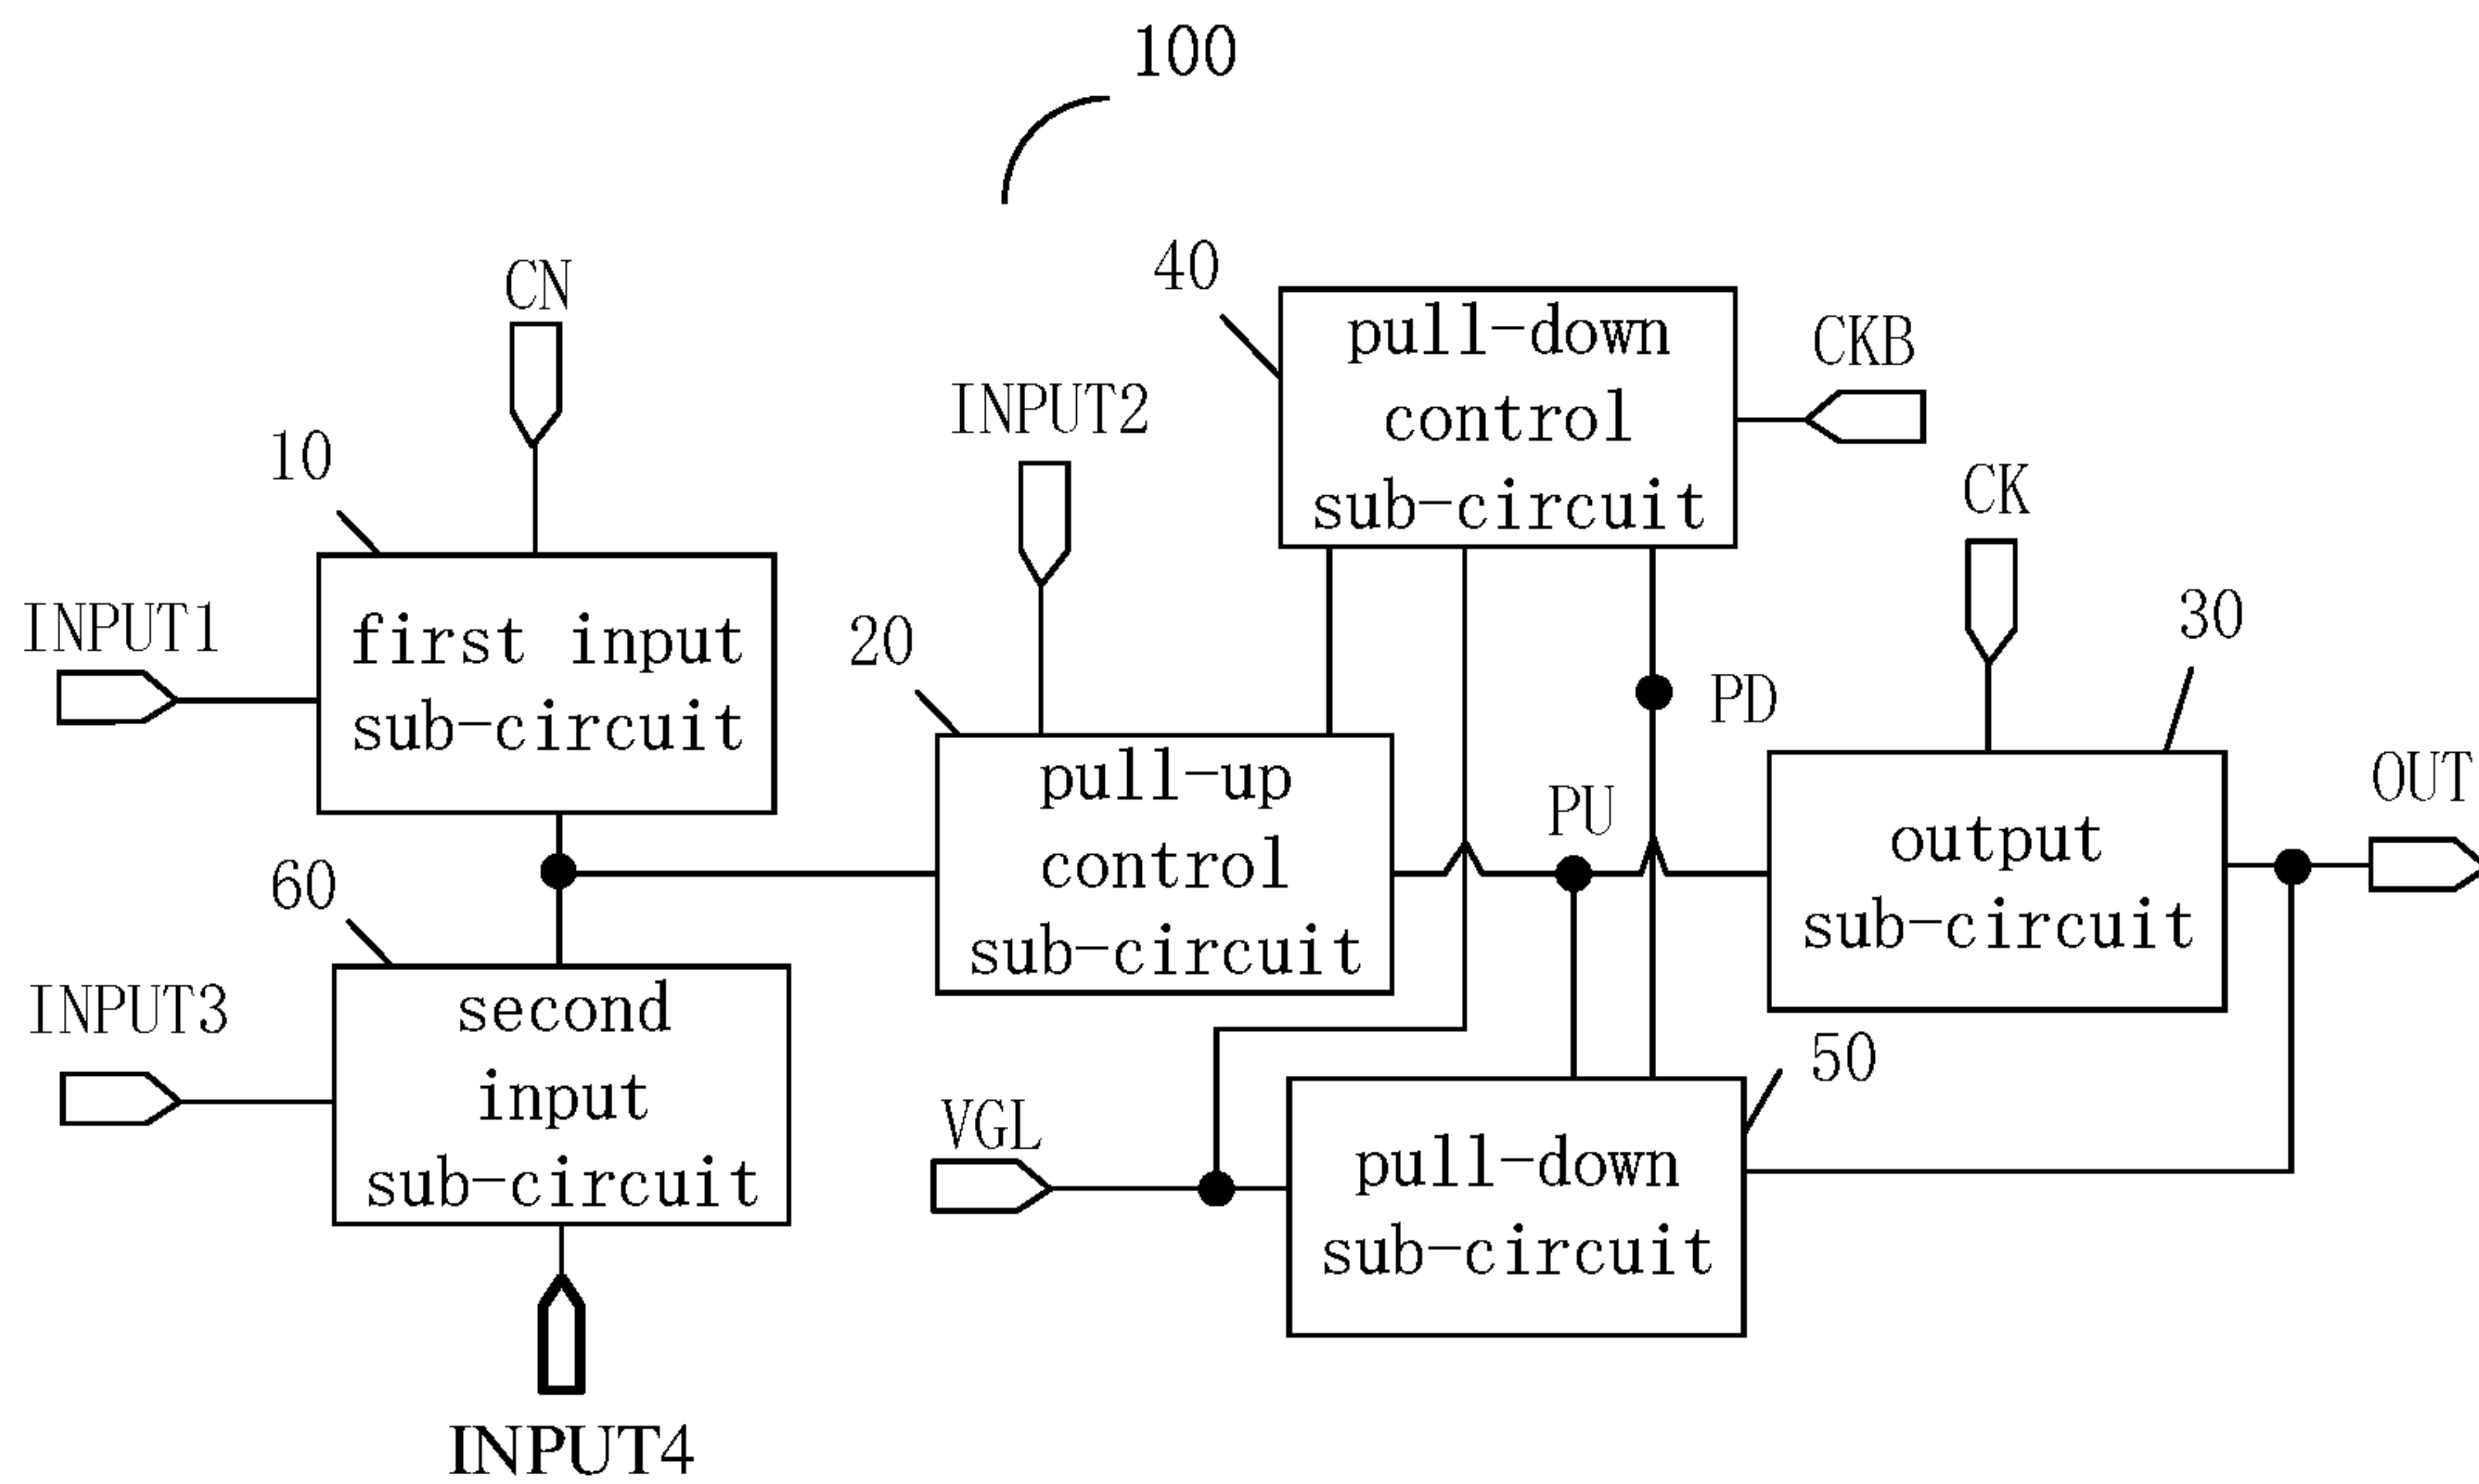 100
CN
40
pull-down
control
sub-circuit
CKB
INPUT2
10
CK
INPUT1
first input
sub-circuit
20
30
PD
pull-up
control
sub-circuit
PU
output
sub-circuit
OUT
60
INPUT3
second
input
sub-circuit
50
VGL
pull-down
sub-circuit
INPUT4